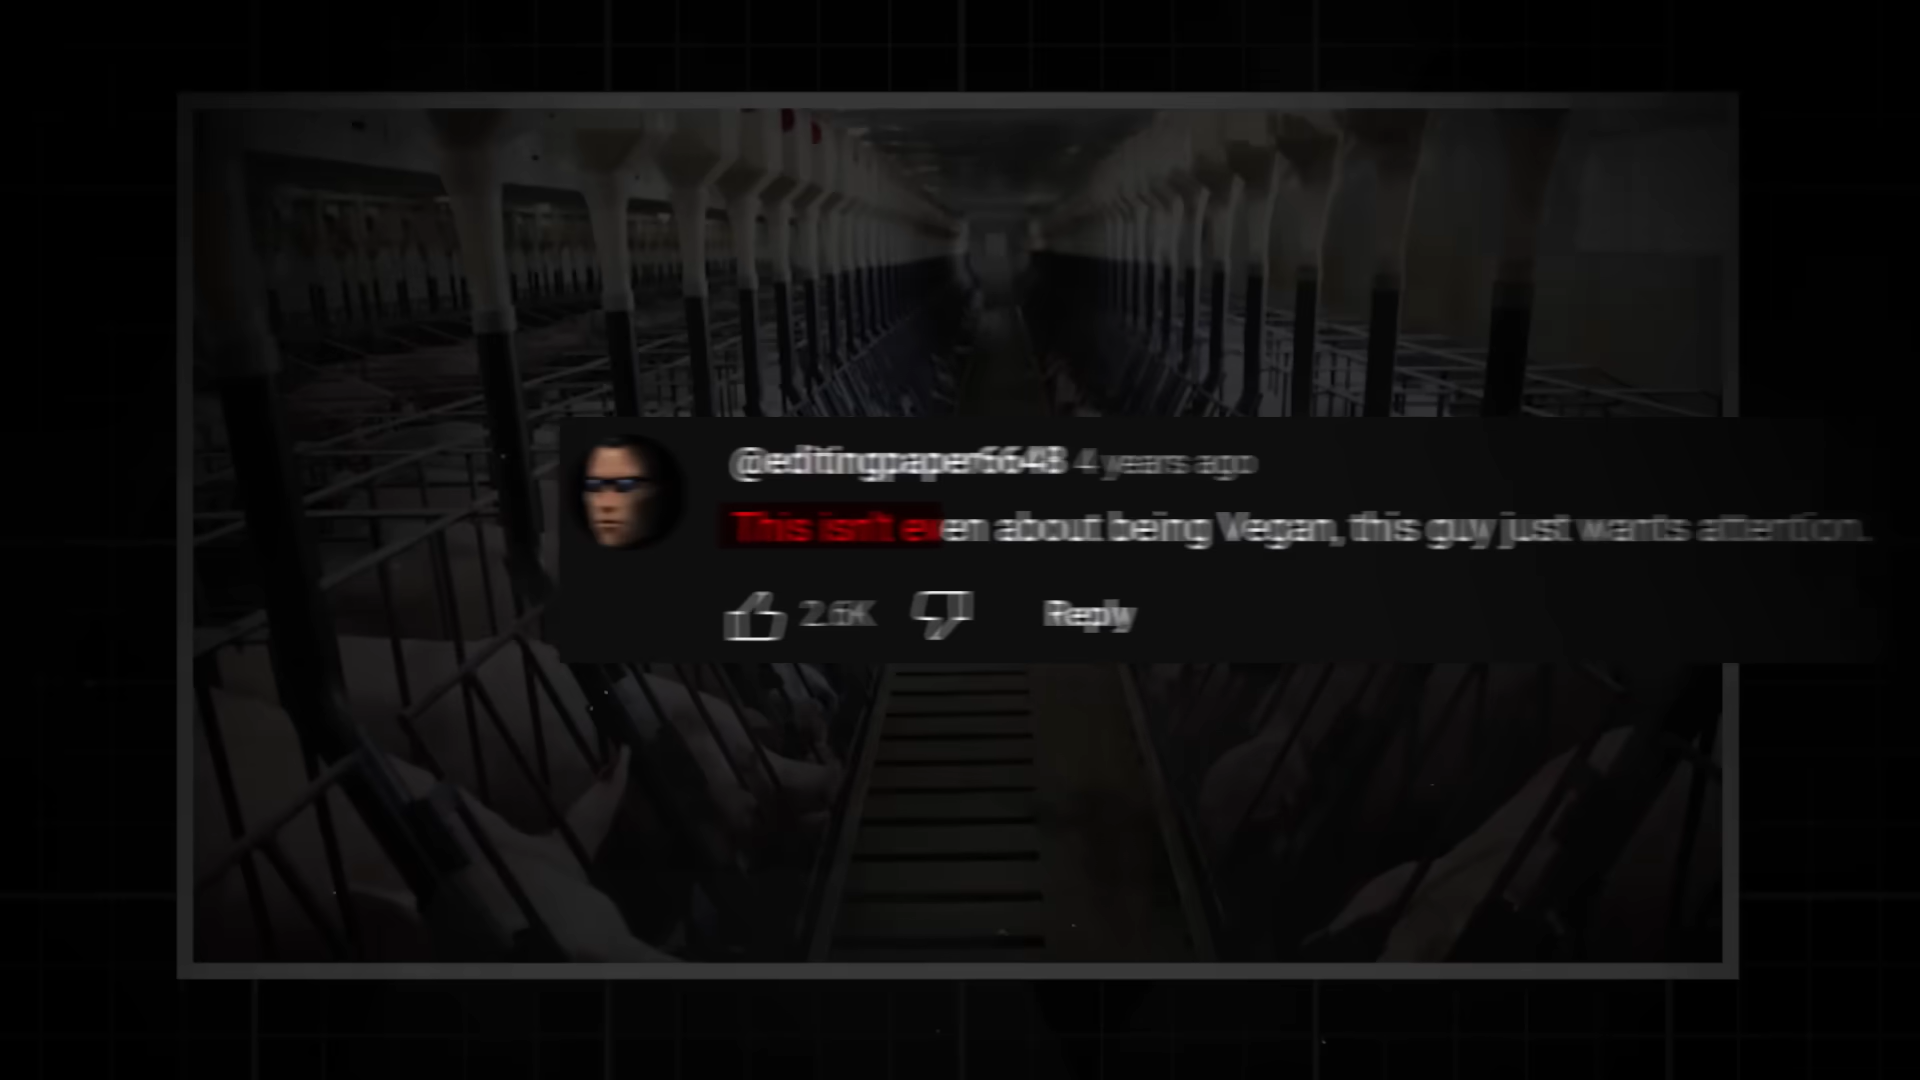 @editingpaper6648 4 years ago
This isn't even about being Vegan, this guy just wants attention.
2.6K Reply